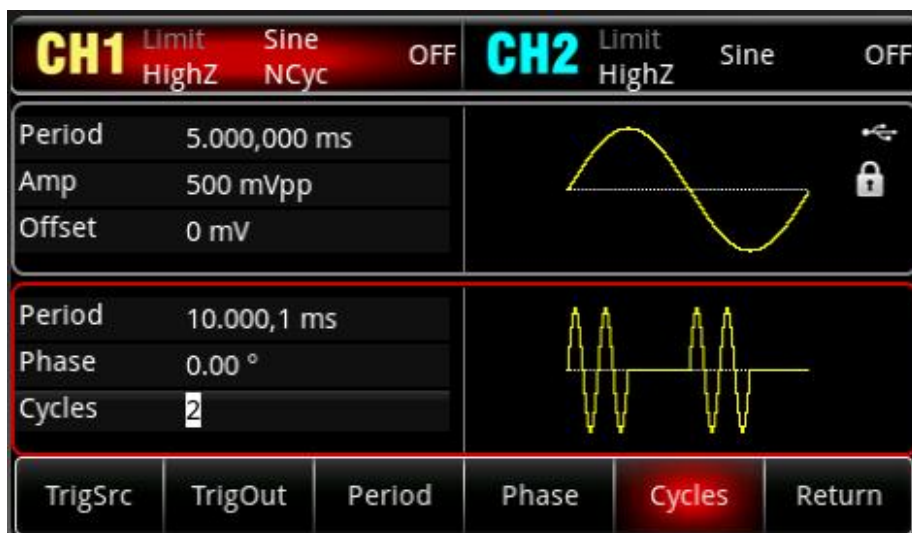 CH1 Limit Sine OFF CH2 Limit Sine OFF
HighZ NCyc HighZ
Period 5.000,000 ms
Amp 500 mVpp
Offset 0 mV
Period 10.000,1 ms
Phase 0.00 °
Cycles 2
TrigSrc TrigOut Period Phase Cycles Return